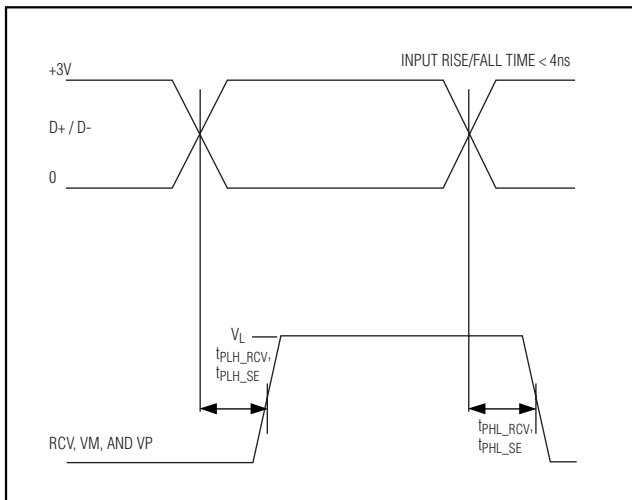 INPUT RISE/FALL TIME < 4ns
+3V
D+ / D-
0
VL
tPLH_RCV,
tPLH_SE
tPHL_RCV,
tPHL_SE
RCV, VM, AND VP